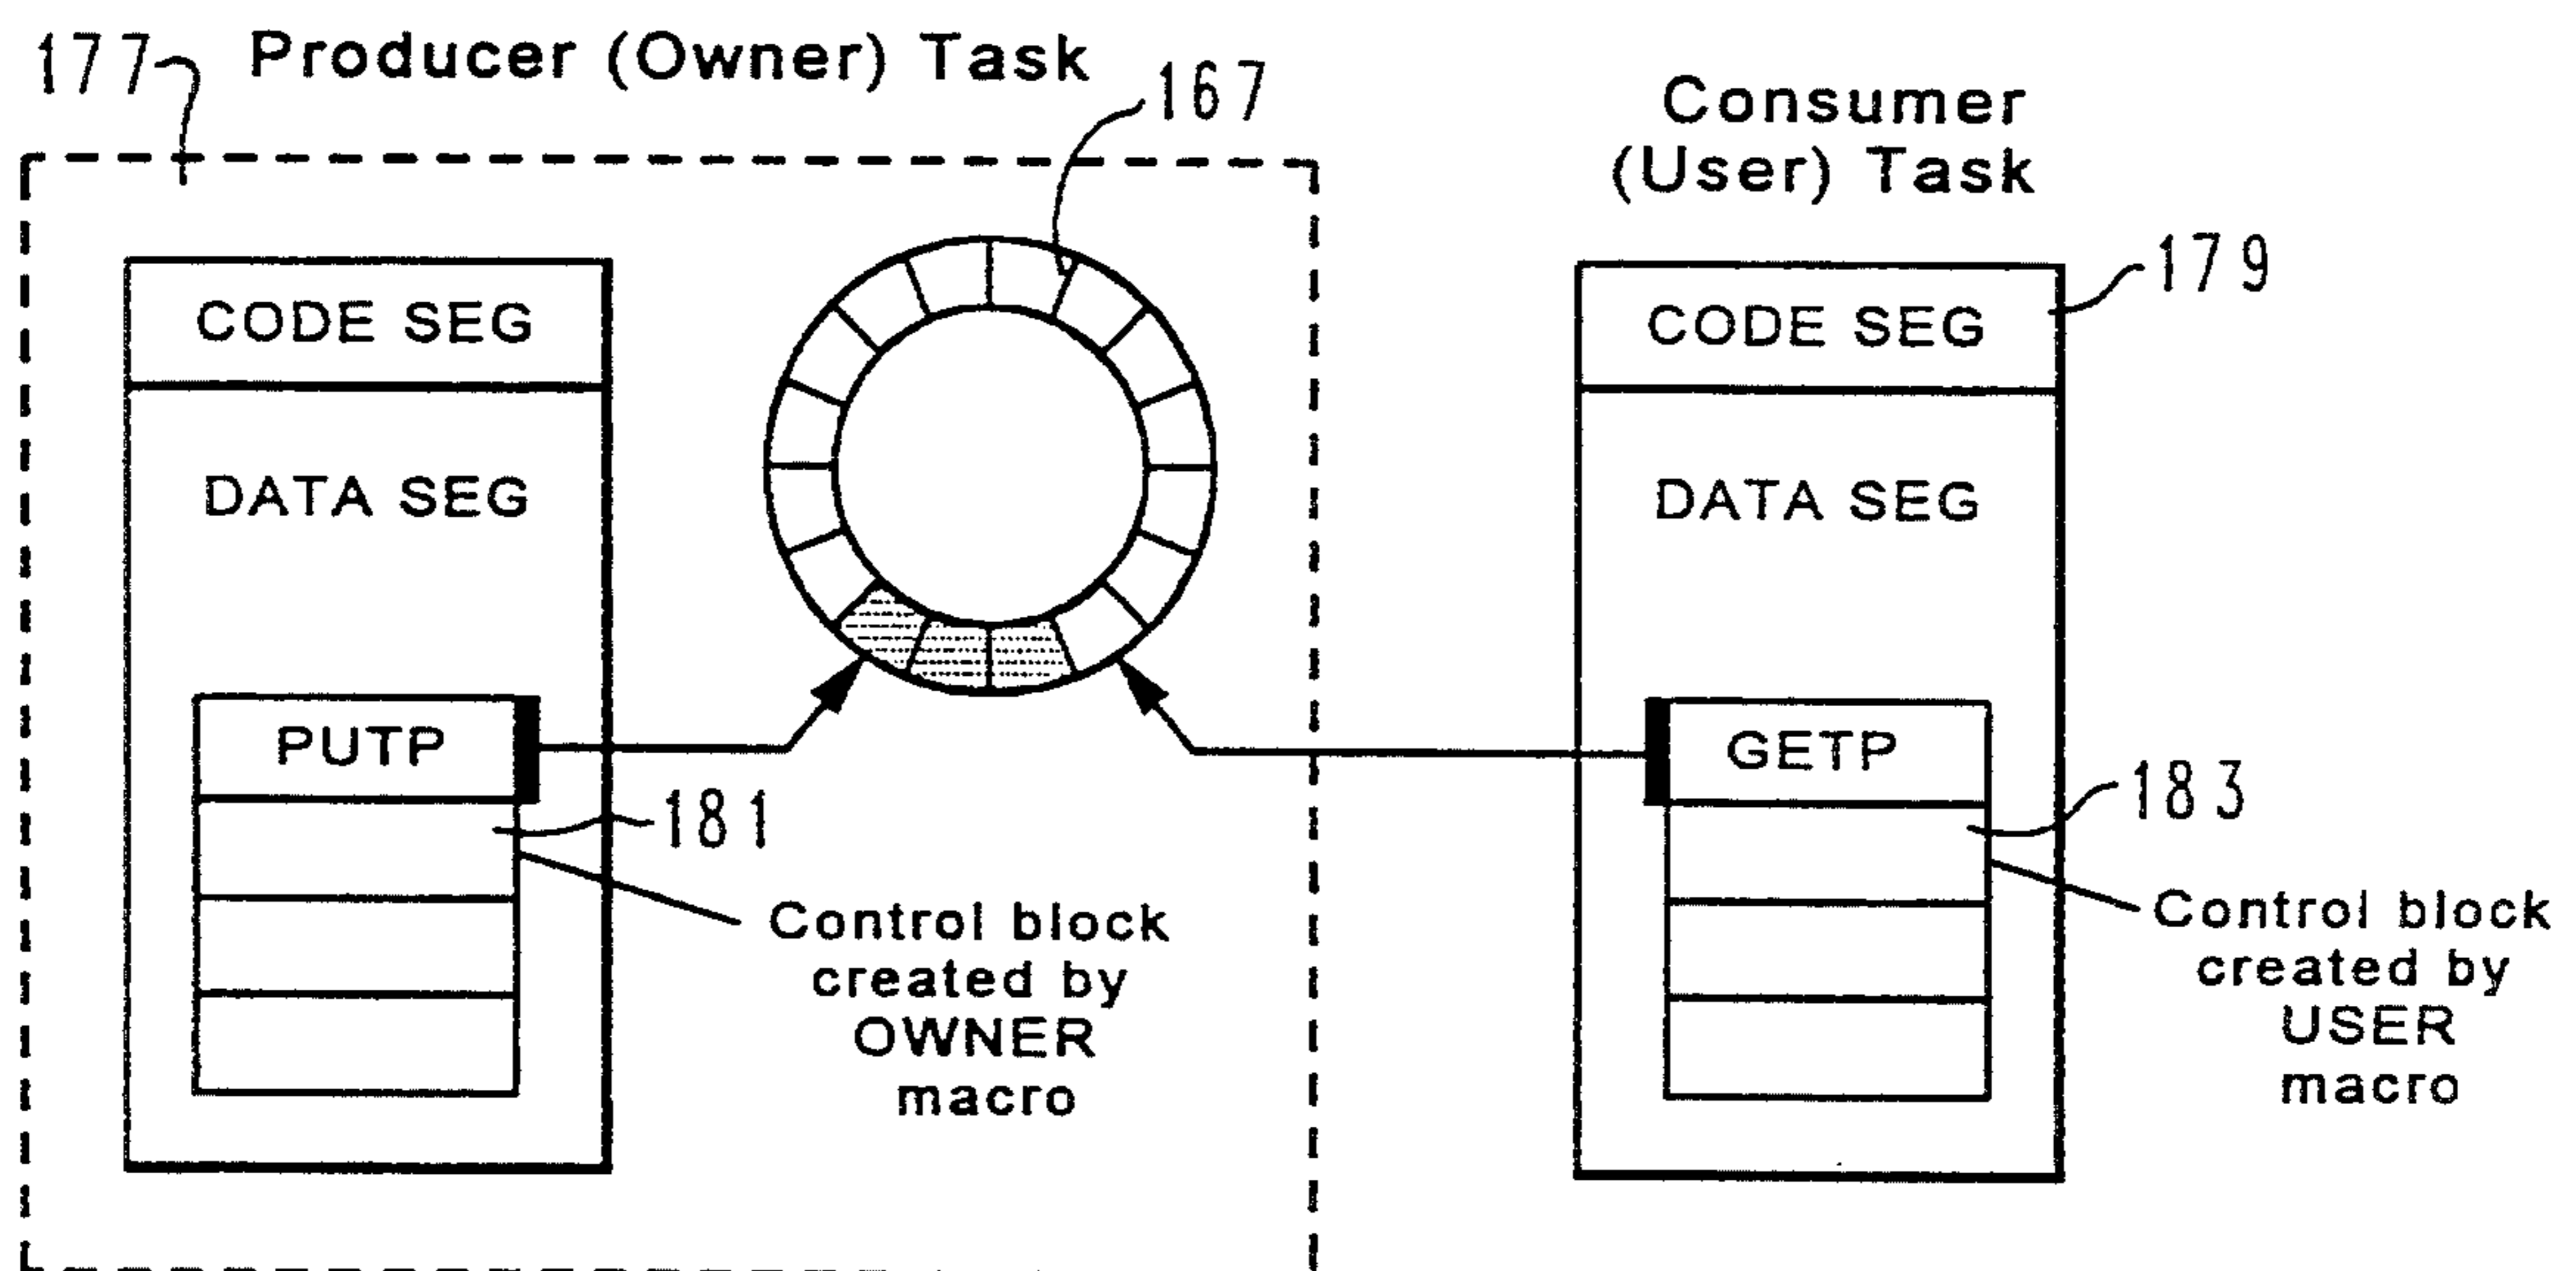 177
Producer (Owner) Task
167
Consumer
(User) Task
179
CODE SEG
DATA SEG
PUTP
181
Control block
created by
OWNER
macro
CODE SEG
DATA SEG
GETP
183
Control block
created by
USER
macro